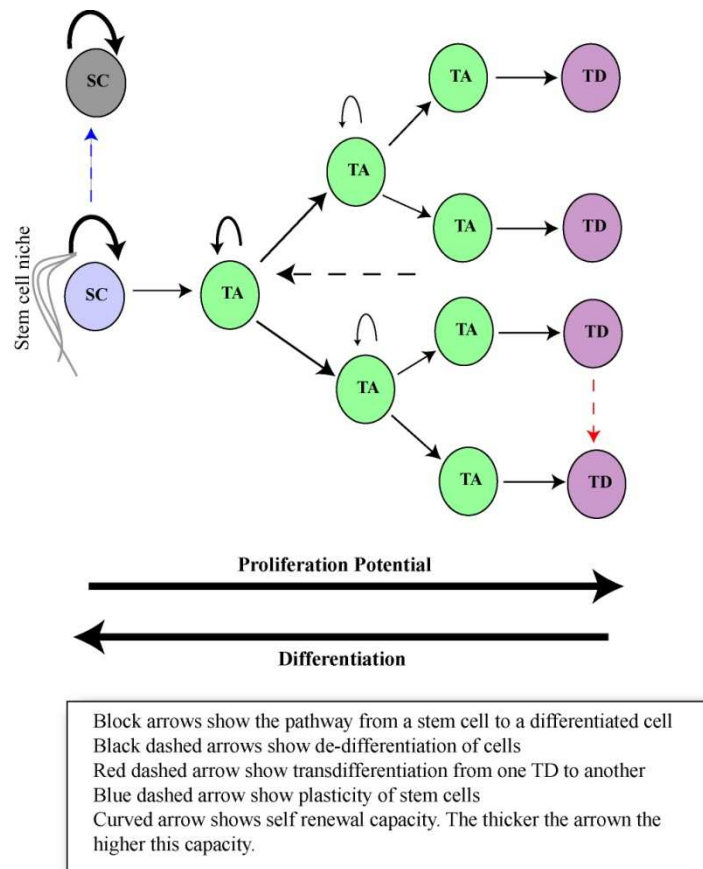 SC
TA
TD
TA
TA
TD
Stem cell niche
SC
TA
TA
TD
TA
TA
TD
Proliferation Potential
Differentiation
Block arrows show the pathway from a stem cell to a differentiated cell
Black dashed arrows show de-differentiation of cells
Red dashed arrow show transdifferentiation from one TD to another
Blue dashed arrow show plasticity of stem cells
Curved arrow shows self renewal capacity. The thicker the arrown the
higher this capacity.